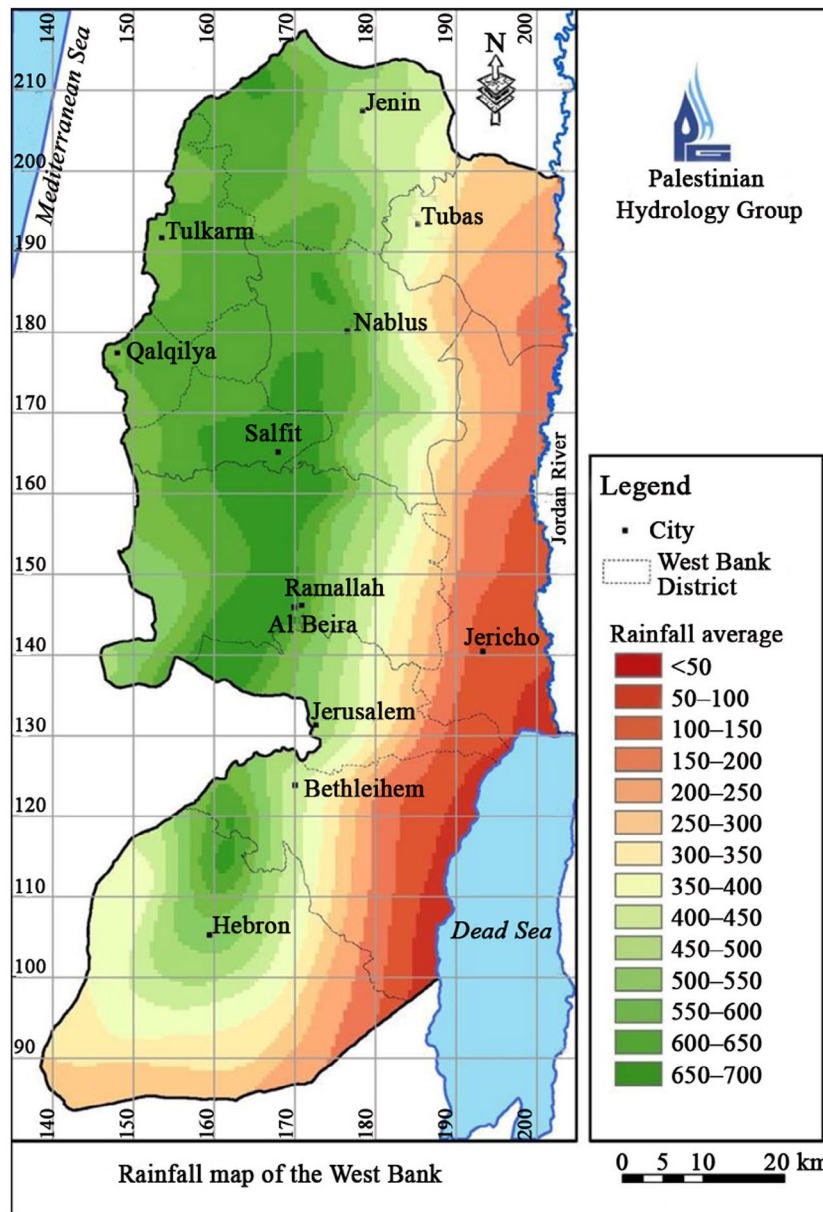 140
150
160
170
180
190
200
Mediterranean Sea
N
210
200
190
180
170
160
150
140
130
120
110
100
90
Jenin
Tubas
Tulkarm
Nablus
Qalqilya
Salfit
Ramallah
Al Beira
Jericho
Jerusalem
Bethleihem
Hebron
Dead Sea
Jordan River
140
150
160
170
180
190
200
Rainfall map of the West Bank
PG
Palestinian
Hydrology Group
Legend
City
West Bank
District
Rainfall average
<50
50–100
100–150
150–200
200–250
250–300
300–350
350–400
400–450
450–500
500–550
550–600
600–650
650–700
0 5 10 20 km